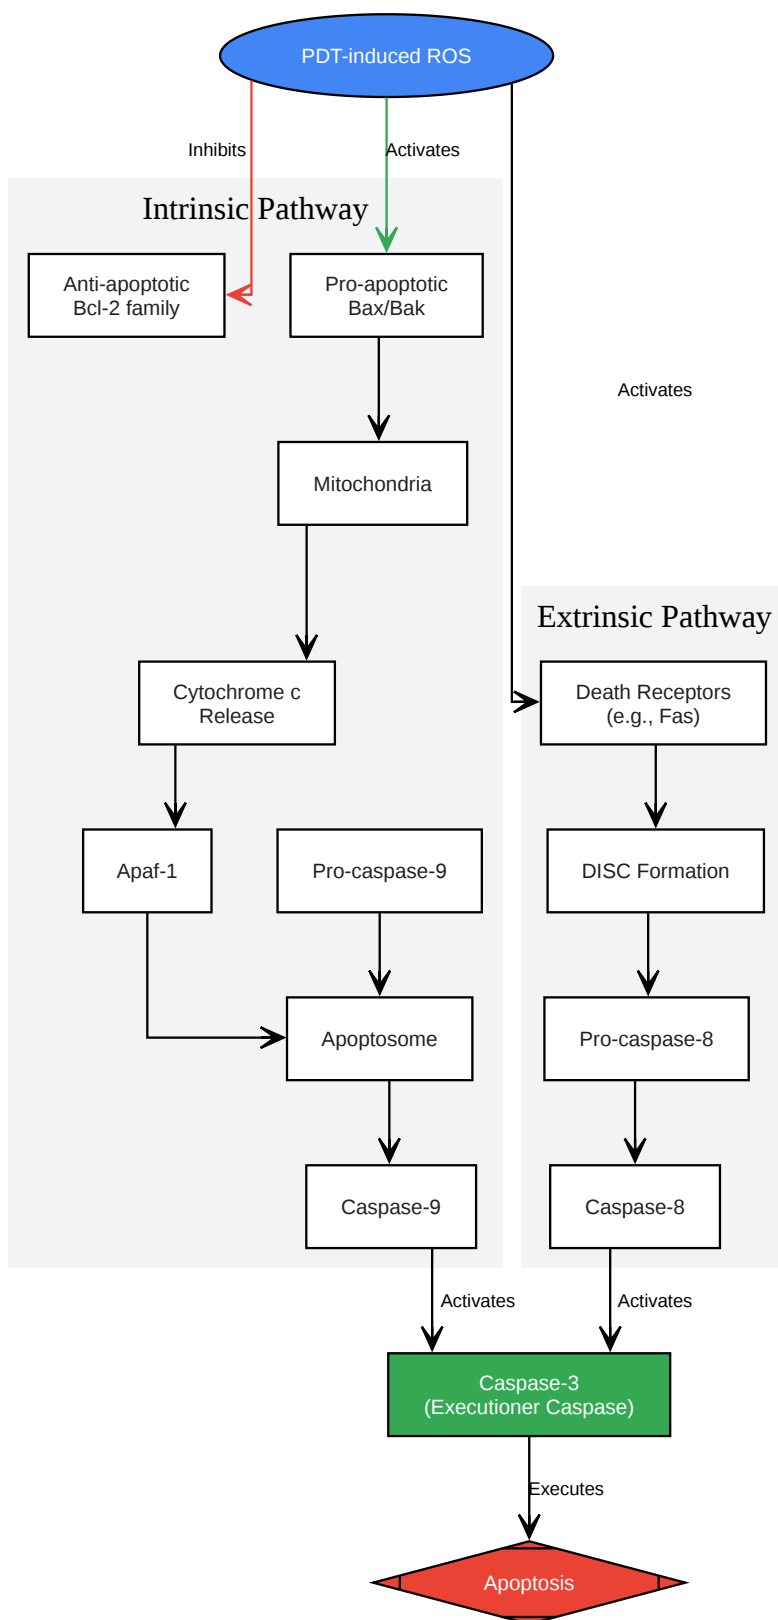 PDT-induced ROS
Inhibits
Activates
Intrinsic Pathway
Anti-apoptotic
Bcl-2 family
Pro-apoptotic
Bax/Bak
Activates
Mitochondria
Extrinsic Pathway
Cytochrome c
Release
Death Receptors
(e.g., Fas)
Apaf-1
Pro-caspase-9
DISC Formation
Apoptosome
Pro-caspase-8
Caspase-9
Caspase-8
Activates
Activates
Caspase-3
(Executioner Caspase)
Executes
Apoptosis